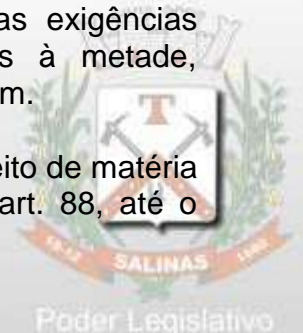 as exigências
s à metade,
m.
eito de matéria
art. 88, até o
T
SALINAS
Poder Legislativo